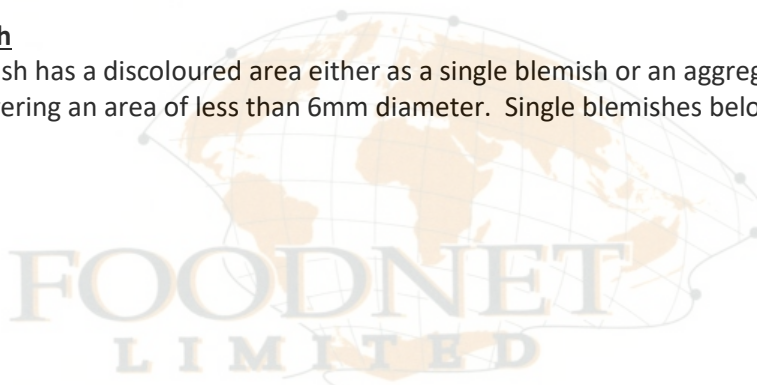 h
sh has a discoloured area either as a single blemish or an aggreg
ering an area of less than 6mm diameter.  Single blemishes belo
FOODNET
LIMITED